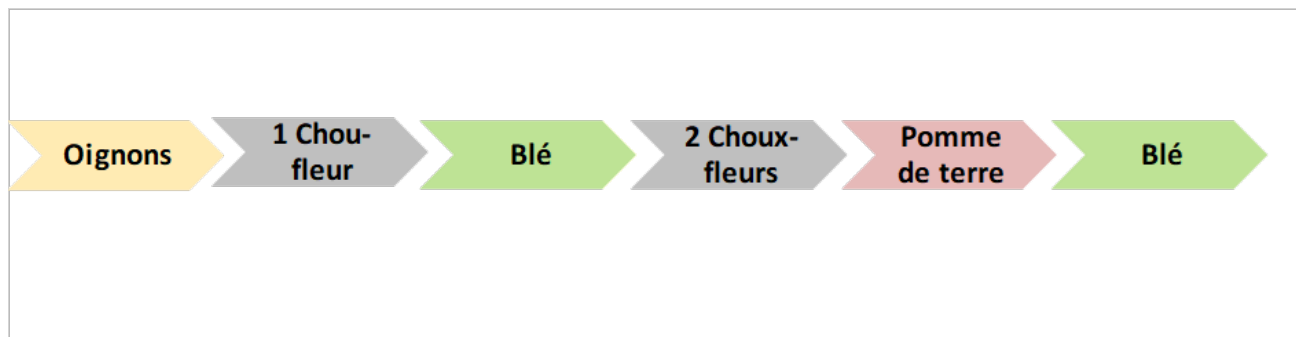 Oignons
1 Chou-
fleur
Blé
2 Choux-
fleurs
Pomme
de terre
Blé